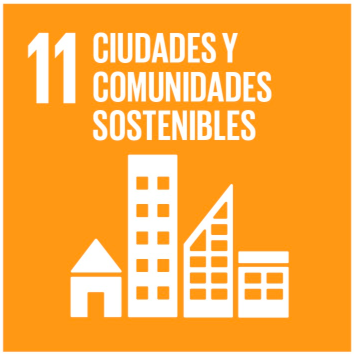 11 CIUDADES Y
COMUNIDADES
SOSTENIBLES